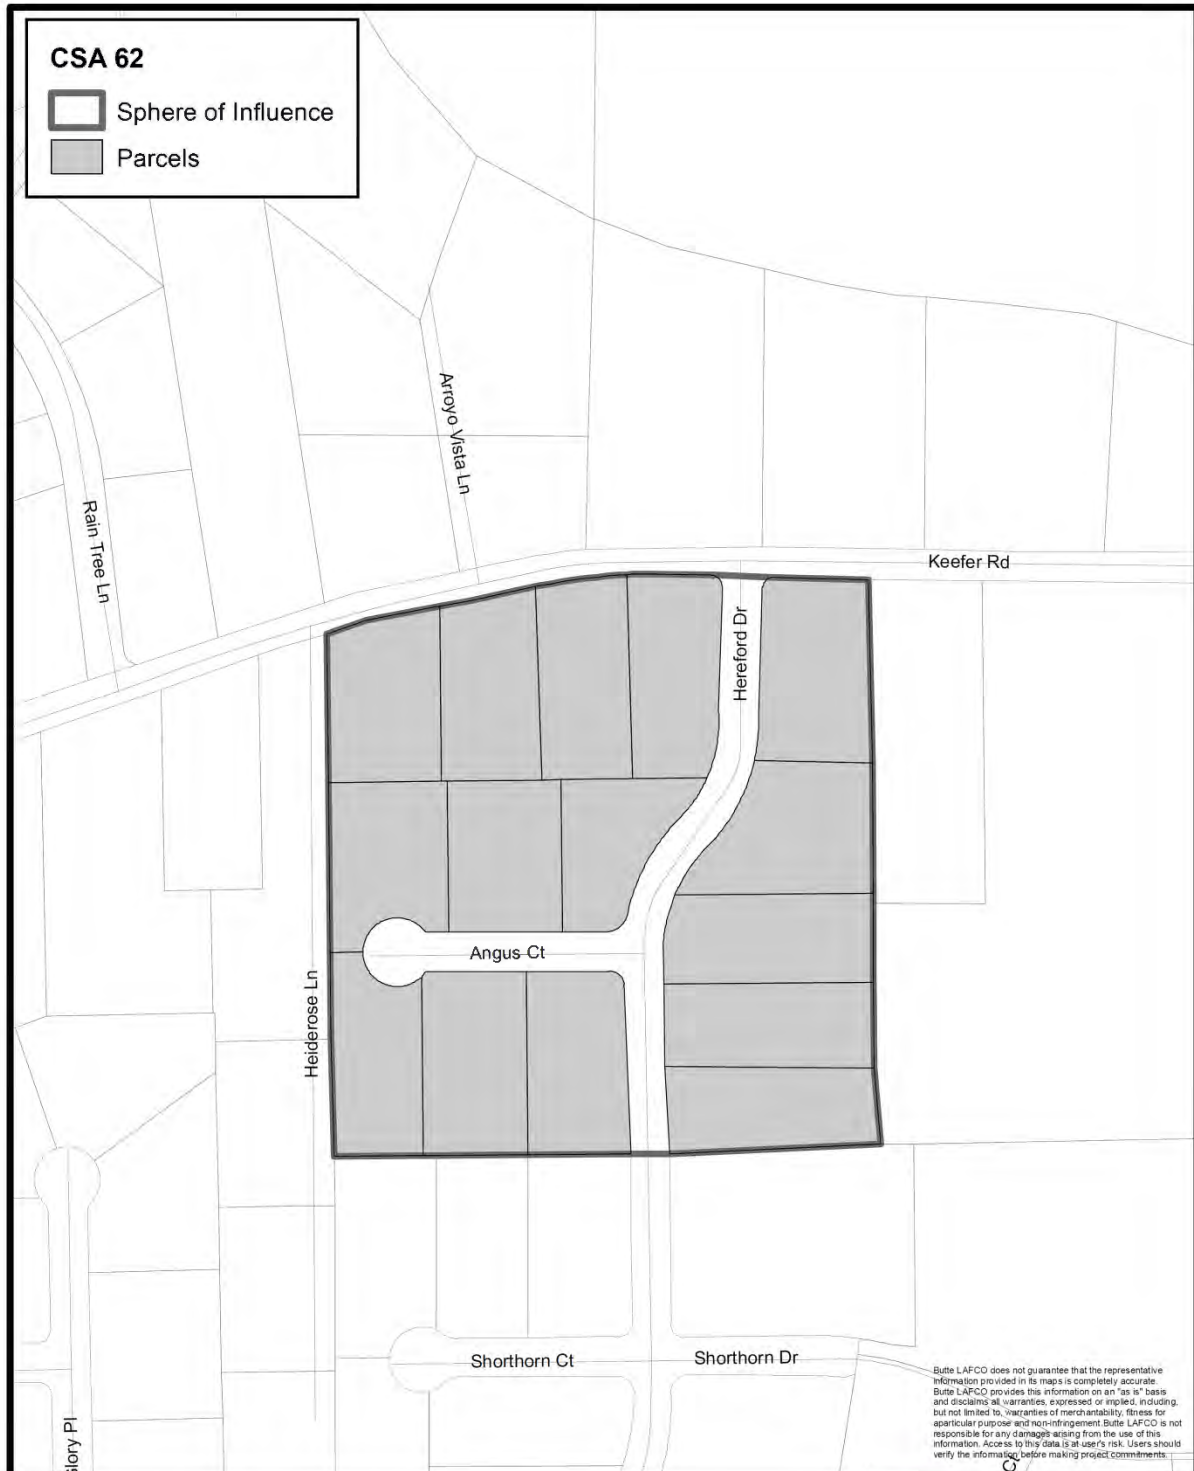 CSA 62
Sphere of Influence
Parcels
Arroyo Vista Ln
Rain Tree Ln
Keefer Rd
Hereford Dr
Angus Ct
Heiderose Ln
Shorthorn Ct
Shorthorn Dr
Butte LAFCO does not guarantee that the representative
information provided in its maps is completely accurate.
Butte LAFCO provides this information on an "as is" basis
and disclaims all warranties, expressed or implied, including,
but not limited to, warranties of merchantability, fitness for
aparticular purpose and non-infringement.Butte LAFCO is not
responsible for any damages arising from the use of this
information. Access to this data is at user's risk. Users should
verify the information before making project commitments.